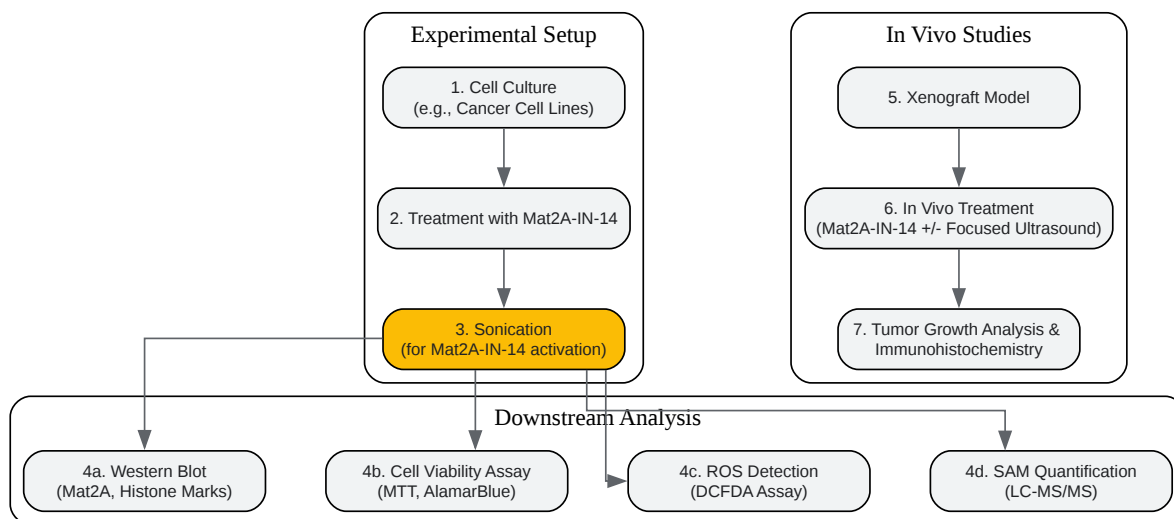 Experimental Setup
1. Cell Culture
(e.g., Cancer Cell Lines)
2. Treatment with Mat2A-IN-14
3. Sonication
(for Mat2A-IN-14 activation)
In Vivo Studies
5. Xenograft Model
6. In Vivo Treatment
(Mat2A-IN-14 +/- Focused Ultrasound)
7. Tumor Growth Analysis &
Immunohistochemistry
Downstream Analysis
4a. Western Blot
(Mat2A, Histone Marks)
4b. Cell Viability Assay
(MTT, AlamarBlue)
4c. ROS Detection
(DCFDA Assay)
4d. SAM Quantification
(LC-MS/MS)